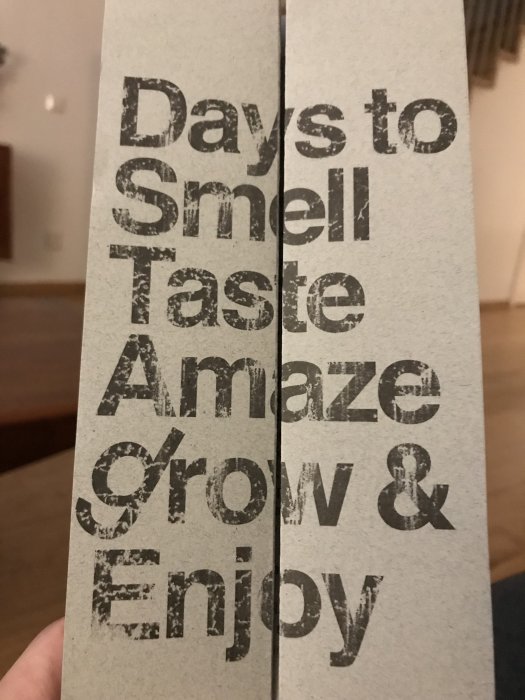 Days to
Smell
Taste
Amaze
grow &
Enjoy